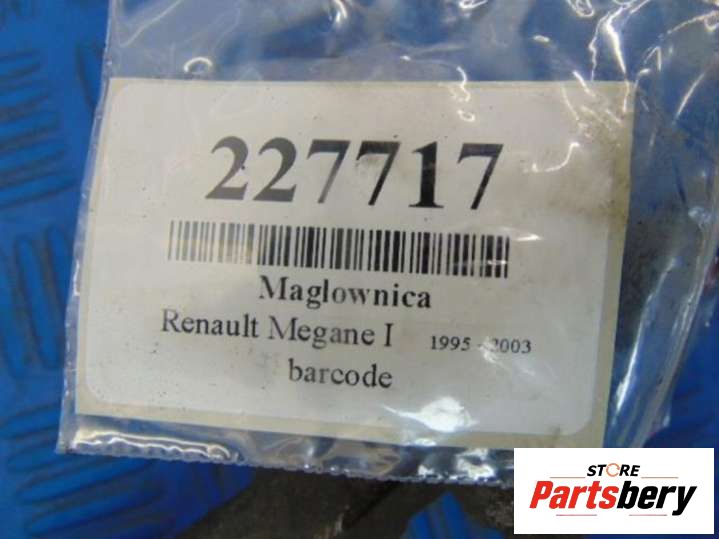 227717
Maglownica
Renault Megane I 1995 - 2003
barcode
STORE
Partsbery